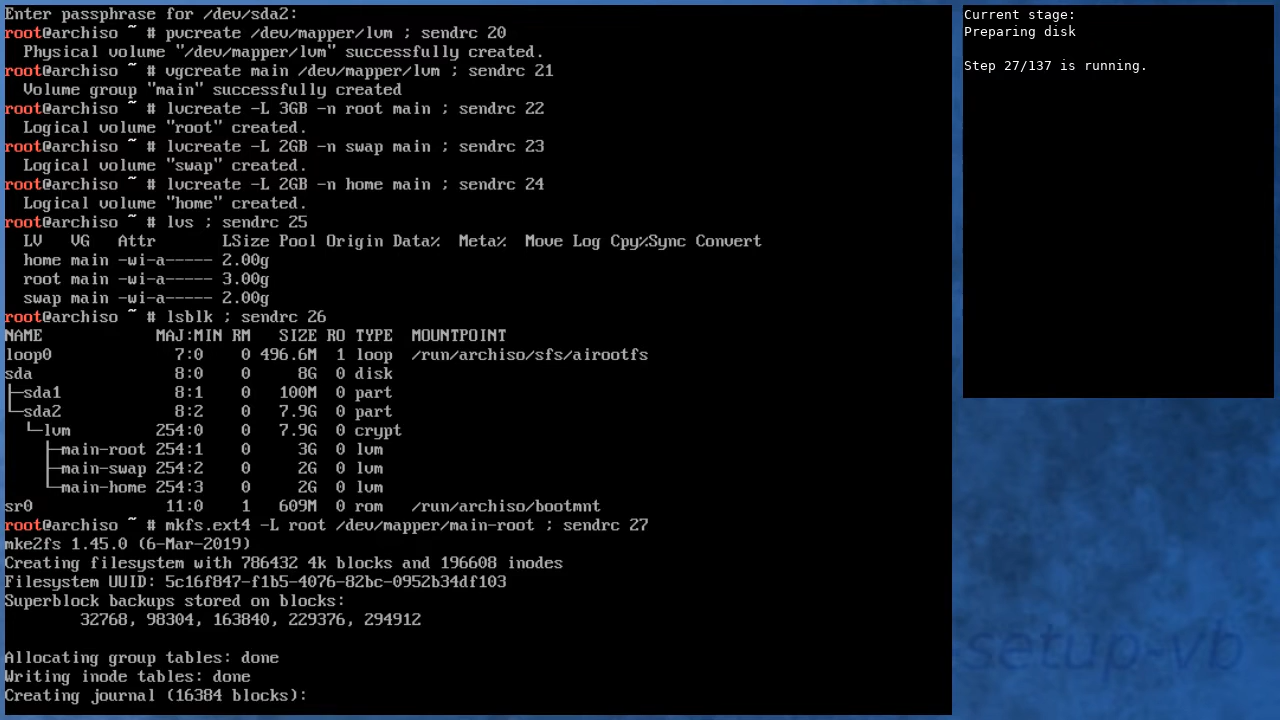 Enter passphrase for /dev/sda2:
root@archiso ~ # pvcreate /dev/mapper/lvm ; sendrc 20
  Physical volume "/dev/mapper/lvm" successfully created.
root@archiso ~ # vgcreate main /dev/mapper/lvm ; sendrc 21
  Volume group "main" successfully created
root@archiso ~ # lvcreate -L 3GB -n root main ; sendrc 22
  Logical volume "root" created.
root@archiso ~ # lvcreate -L 2GB -n swap main ; sendrc 23
  Logical volume "swap" created.
root@archiso ~ # lvcreate -L 2GB -n home main ; sendrc 24
  Logical volume "home" created.
root@archiso ~ # lvs ; sendrc 25
  LV   VG   Attr       LSize Pool Origin Data%  Meta%  Move Log Cpy%Sync Convert
  home main -wi-a----- 2.00g
  root main -wi-a----- 3.00g
  swap main -wi-a----- 2.00g
root@archiso ~ # lsblk ; sendrc 26
NAME            MAJ:MIN RM   SIZE RO TYPE  MOUNTPOINT
loop0             7:0    0 496.6M  1 loop  /run/archiso/sfs/airootfs
sda               8:0    0     8G  0 disk
├─sda1            8:1    0   100M  0 part
└─sda2            8:2    0   7.9G  0 part
  └─lvm         254:0    0   7.9G  0 crypt
    ├─main-root 254:1    0     3G  0 lvm
    ├─main-swap 254:2    0     2G  0 lvm
    └─main-home 254:3    0     2G  0 lvm
sr0              11:0    1   609M  0 rom   /run/archiso/bootmnt
root@archiso ~ # mkfs.ext4 -L root /dev/mapper/main-root ; sendrc 27
mke2fs 1.45.0 (6-Mar-2019)
Creating filesystem with 786432 4k blocks and 196608 inodes
Filesystem UUID: 5c16f847-f1b5-4076-82bc-0952b34df103
Superblock backups stored on blocks:
        32768, 98304, 163840, 229376, 294912

Allocating group tables: done
Writing inode tables: done
Creating journal (16384 blocks):
Current stage:
Preparing disk

Step 27/137 is running.
setup-vb